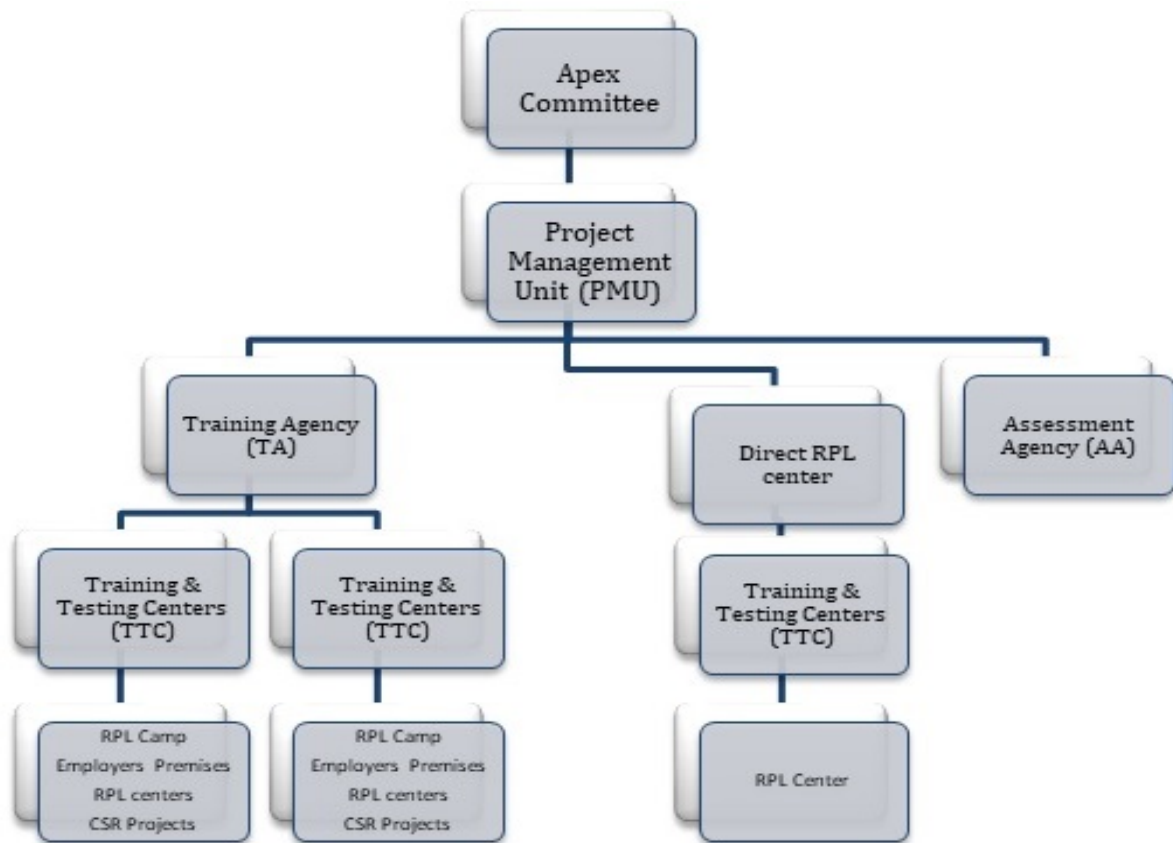 Apex
Committee
Project
Management
Unit (PMU)
Training Agency
(TA)
Direct RPL
center
Assessment
Agency (AA)
Training &
Testing Centers
(TTC)
Training &
Testing Centers
(TTC)
Training &
Testing Centers
(TTC)
RPL Camp
Employers Premises
RPL centers
CSR Projects
RPL Camp
Employers Premises
RPL centers
CSR Projects
RPL Center